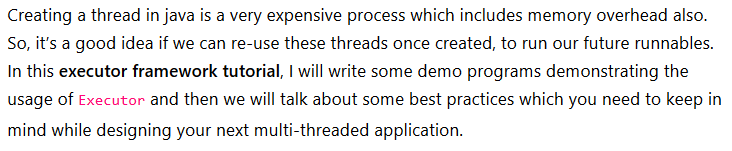 Creating a thread in java is a very expensive process which includes memory overhead also.
So, it’s a good idea if we can re-use these threads once created, to run our future runnables.
In this executor framework tutorial, I will write some demo programs demonstrating the
usage of Executor and then we will talk about some best practices which you need to keep in
mind while designing your next multi-threaded application.